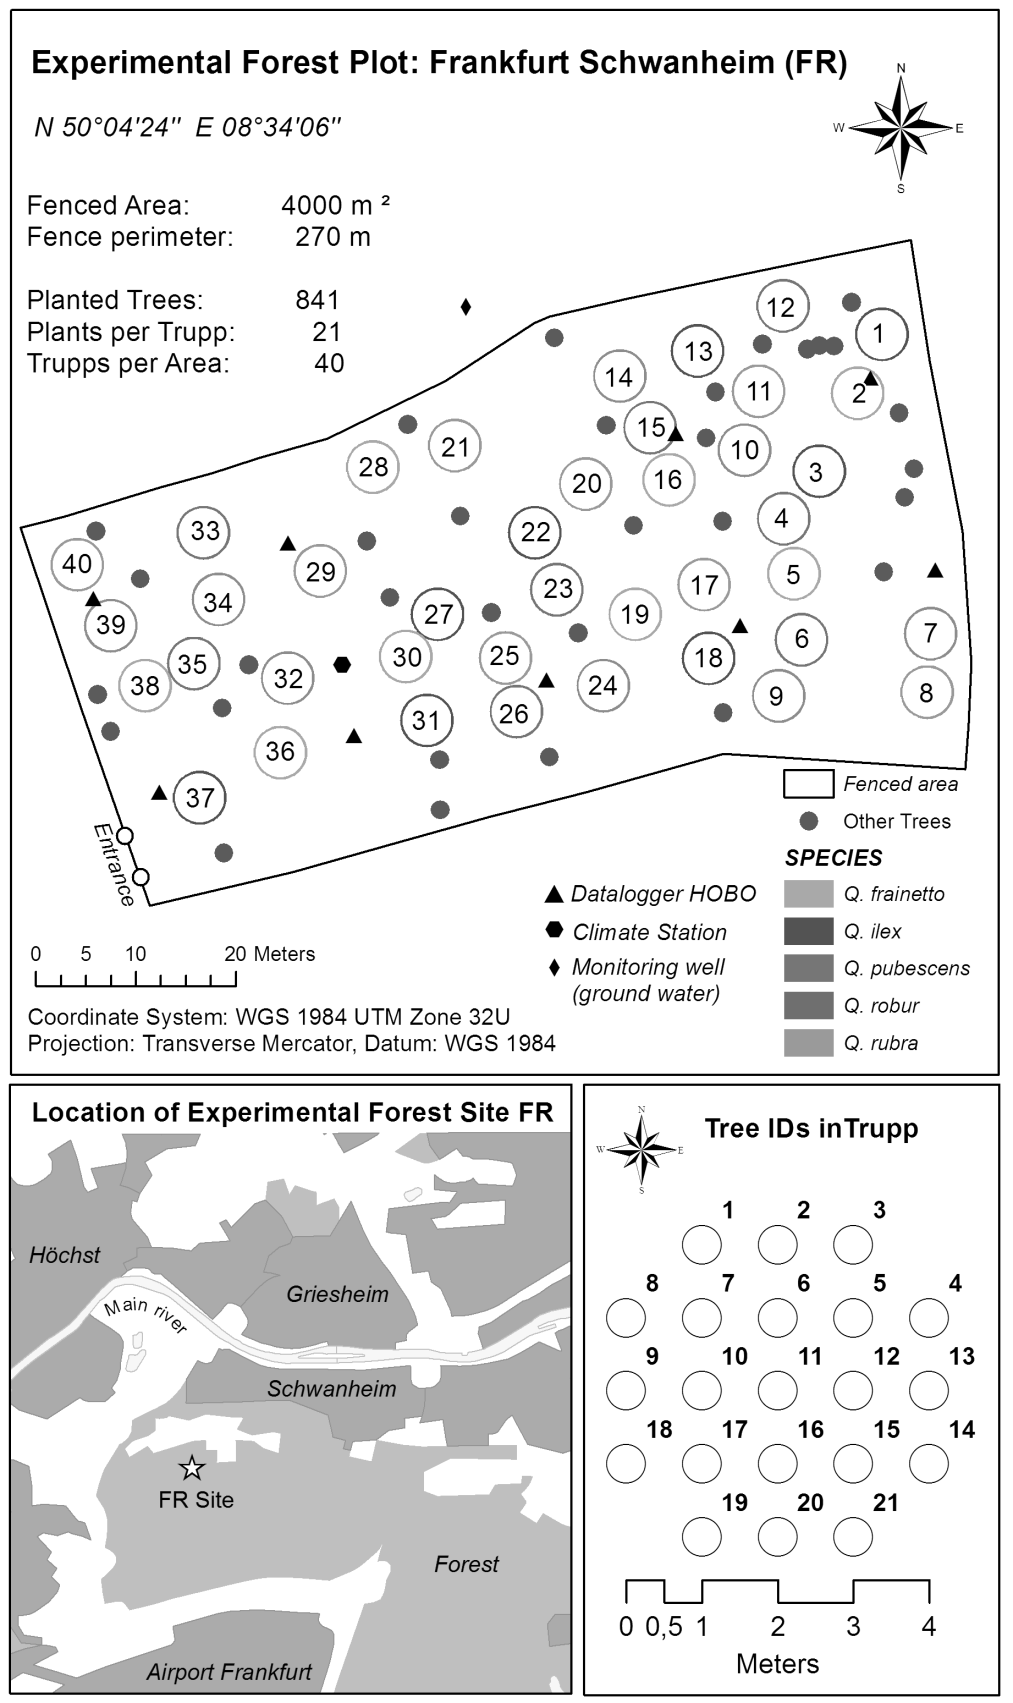 Experimental Forest Plot: Frankfurt Schwanheim (FR)
N 50°04'24'' E 08°34'06''
N
W E
S
Fenced Area: 4000 m ²
Fence perimeter: 270 m
Planted Trees: 841
Plants per Trupp: 21
Trupps per Area: 40
12
1
13
14
11
2
15
10
21
28
16
3
20
4
33
22
40
29
5
17
23
34
19
27
39
7
6
35
30
25
18
32
38
24
8
9
26
31
36
37
Entrance
Fenced area
Other Trees
SPECIES
Q. frainetto
Q. ilex
Q. pubescens
Q. robur
Q. rubra
Datalogger HOBO
Climate Station
Monitoring well
(ground water)
0 5 10 20 Meters
Coordinate System: WGS 1984 UTM Zone 32U
Projection: Transverse Mercator, Datum: WGS 1984
Location of Experimental Forest Site FR
Höchst
Griesheim
Main river
Schwanheim
FR Site
Forest
Airport Frankfurt
N
W E
S
Tree IDs inTrupp
1 2 3
8 7 6 5 4
9 10 11 12 13
18 17 16 15 14
19 20 21
0 0,5 1 2 3 4
Meters